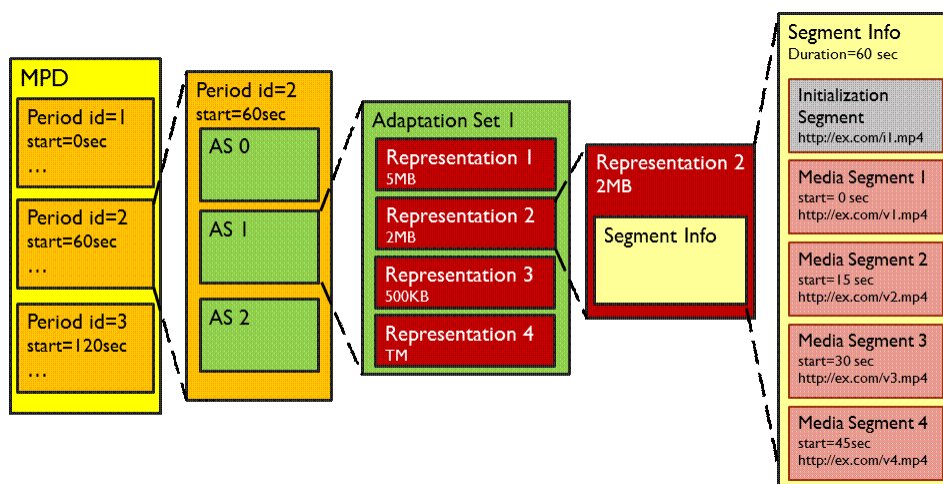 MPD
Period id=1
start=0sec
...
Period id=2
start=60sec
...
Period id=3
start=120sec
...
Period id=2
start=60sec
AS 0
AS 1
AS 2
Adaptation Set 1
Representation 1
5MB
Representation 2
2MB
Representation 3
500KB
Representation 4
TM
Representation 2
2MB
Segment Info
Segment Info
Duration=60 sec
Initialization
Segment
http://ex.com/i1.mp4
Media Segment 1
start= 0 sec
http://ex.com/v1.mp4
Media Segment 2
start=15 sec
http://ex.com/v2.mp4
Media Segment 3
start=30 sec
http://ex.com/v3.mp4
Media Segment 4
start=45sec
http://ex.com/v4.mp4